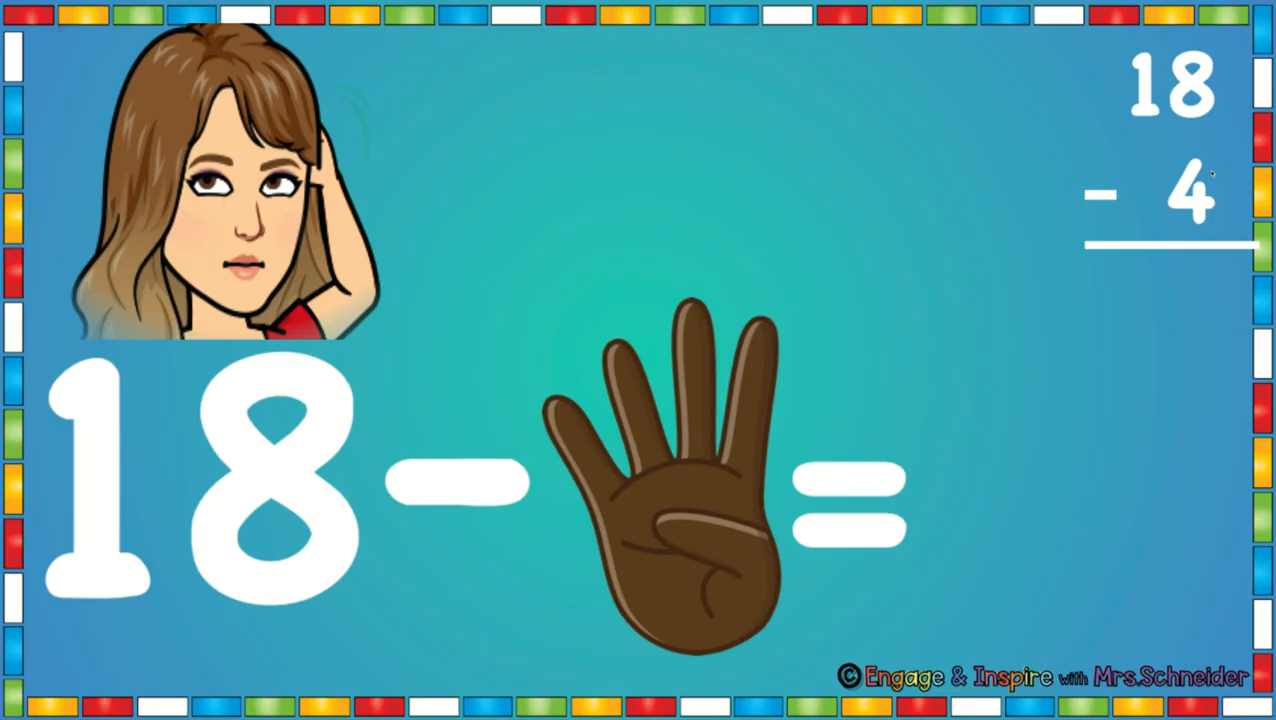 18
- 4
18 - =
© Engage & Inspire with Mrs.Schneider